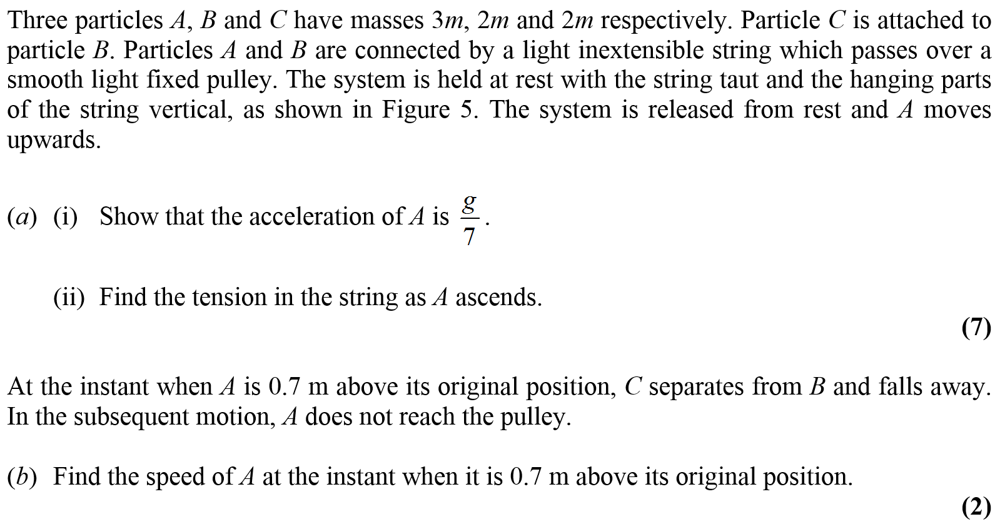 Three particles A, B and C have masses 3m, 2m and 2m respectively. Particle C is attached to
particle B. Particles A and B are connected by a light inextensible string which passes over a
smooth light fixed pulley. The system is held at rest with the string taut and the hanging parts
of the string vertical, as shown in Figure 5. The system is released from rest and A moves
upwards.
(a) (i) Show that the acceleration of A is g/7.
(ii) Find the tension in the string as A ascends.
(7)
At the instant when A is 0.7 m above its original position, C separates from B and falls away.
In the subsequent motion, A does not reach the pulley.
(b) Find the speed of A at the instant when it is 0.7 m above its original position.
(2)